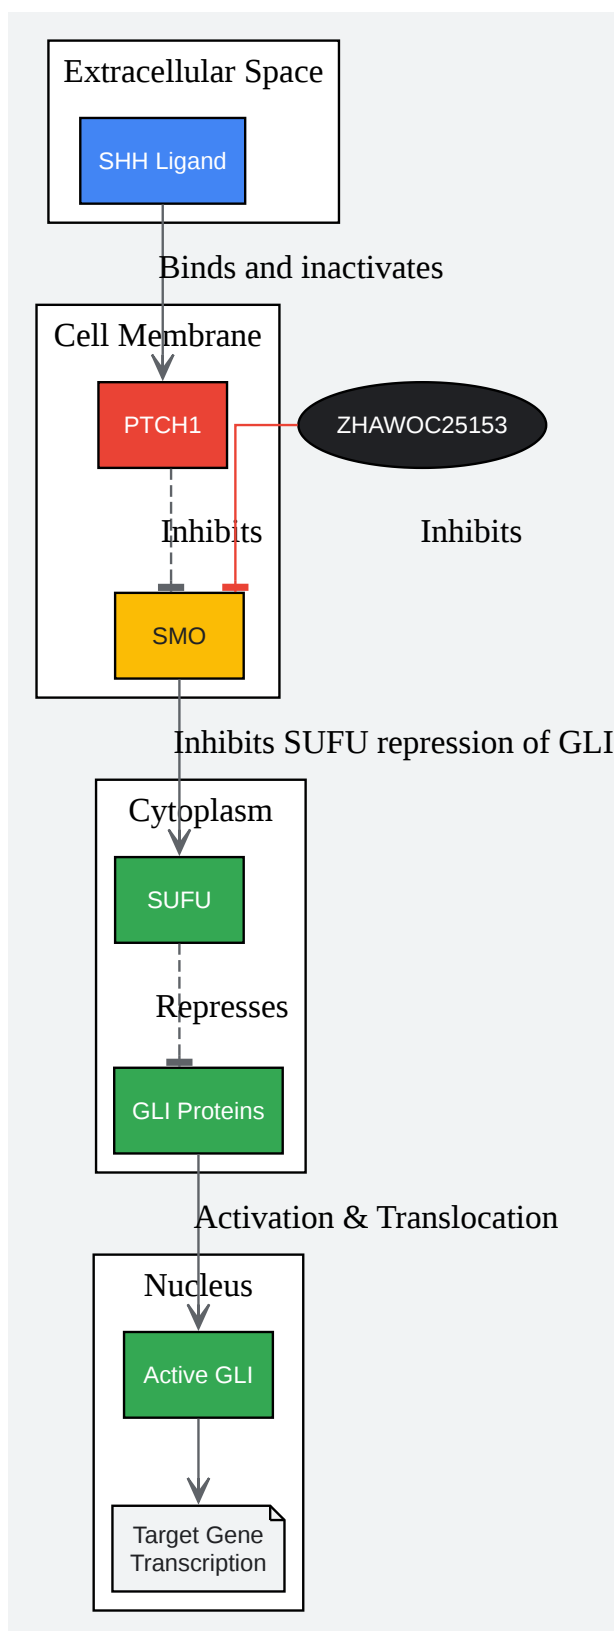 Extracellular Space
SHH Ligand
Binds and inactivates
Cell Membrane
PTCH1
ZHAWOC25153
Inhibits
Inhibits
SMO
Inhibits SUFU repression of GLI
Cytoplasm
SUFU
Represses
GLI Proteins
Activation & Translocation
Nucleus
Active GLI
Target Gene
Transcription